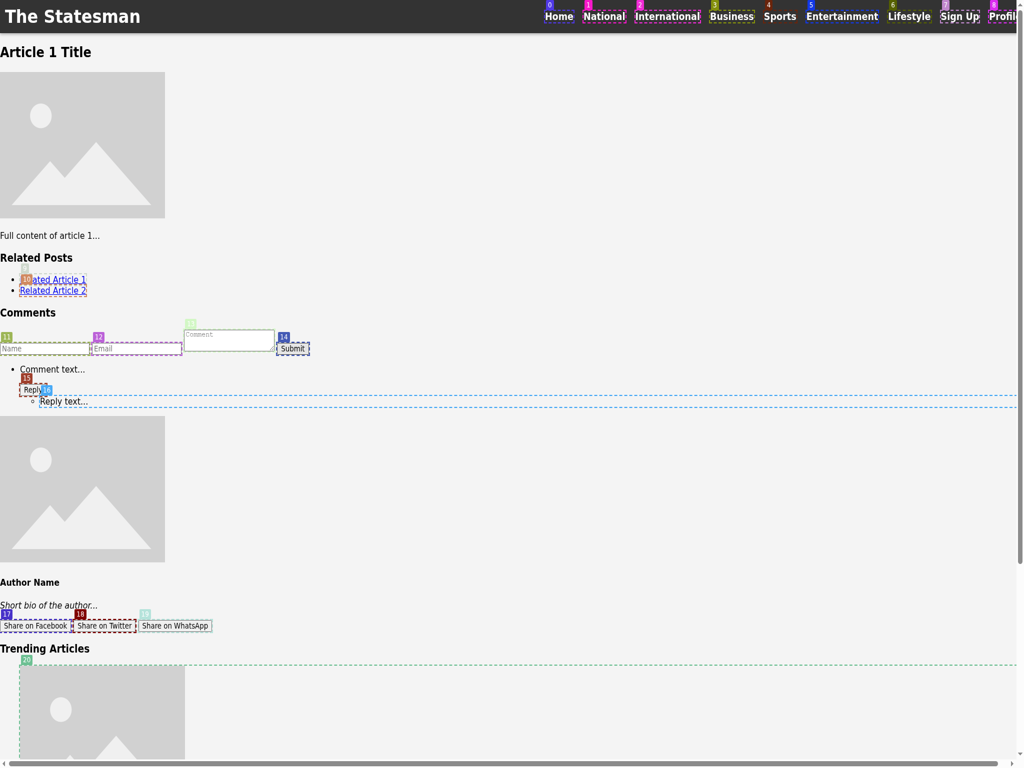 The Statesman
0 1 2 3 4 5 6 7 8
Home National International Business Sports Entertainment Lifestyle Sign Up Profil
Article 1 Title
Full content of article 1...
Related Posts
9
10
ated Article 1
Related Article 2
Comments
11 12 13 14
Name Email Comment Submit
Comment text...
15
Reply 16
Reply text...
Author Name
Short bio of the author...
17 18 19
Share on Facebook Share on Twitter Share on WhatsApp
Trending Articles
20